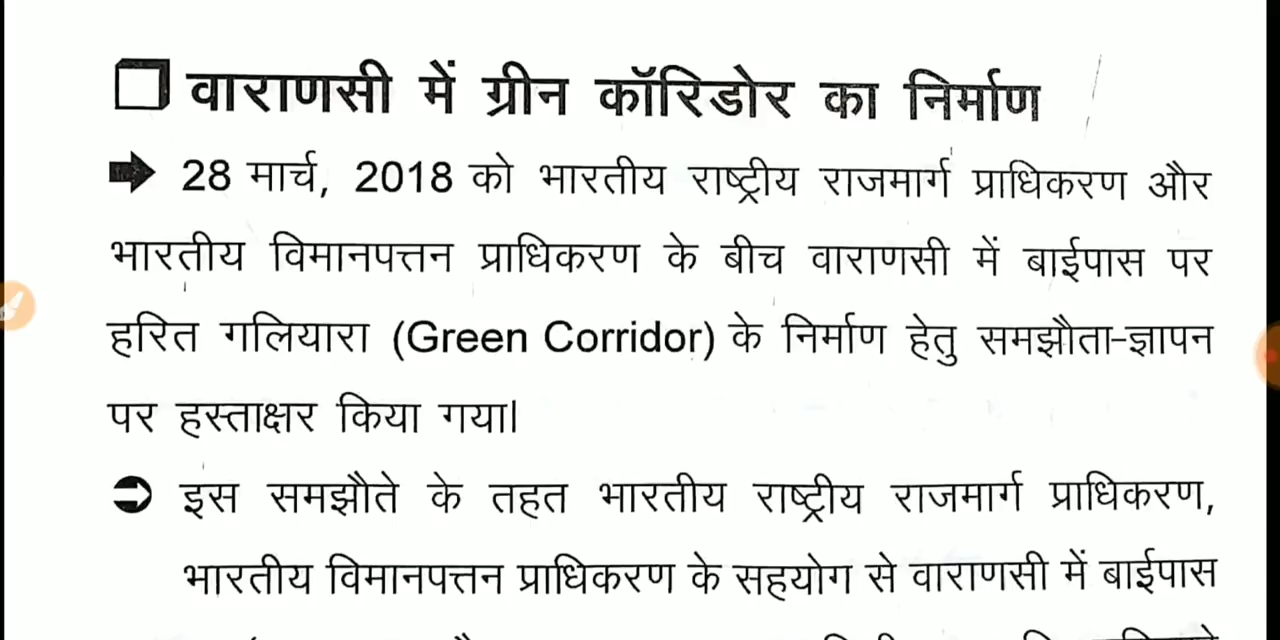 वाराणसी में ग्रीन कॉरिडोर का निर्माण
28 मार्च, 2018 को भारतीय राष्ट्रीय राजमार्ग प्राधिकरण और
भारतीय विमानपत्तन प्राधिकरण के बीच वाराणसी में बाईपास पर
हरित गलियारा (Green Corridor) के निर्माण हेतु समझौता-ज्ञापन
पर हस्ताक्षर किया गया।
इस समझौते के तहत भारतीय राष्ट्रीय राजमार्ग प्राधिकरण,
भारतीय विमानपत्तन प्राधिकरण के सहयोग से वाराणसी में बाईपास